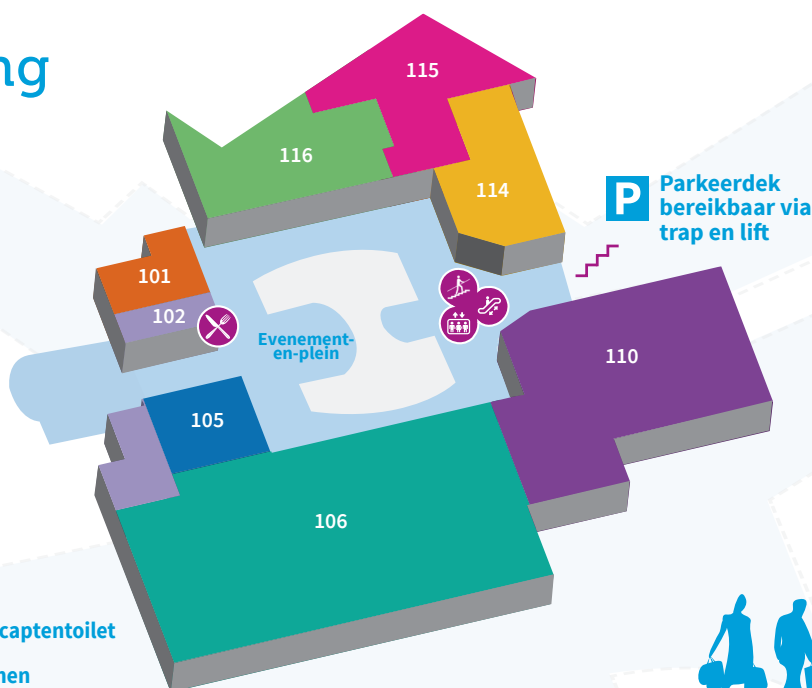 ng
115
116
114
P
Parkeerdek
bereikbaar via
trap en lift
101
102
Evenement-
en-plein
110
105
106
captentoilet
nen